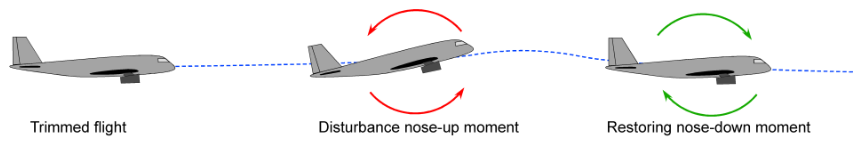 Trimmed flight
Disturbance nose-up moment
Restoring nose-down moment